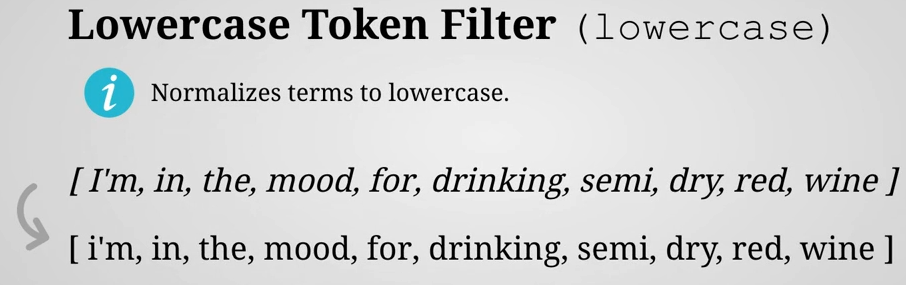 Lowercase Token Filter (lowercase)
i Normalizes terms to lowercase.
[ I'm, in, the, mood, for, drinking, semi, dry, red, wine ]
[ i'm, in, the, mood, for, drinking, semi, dry, red, wine ]